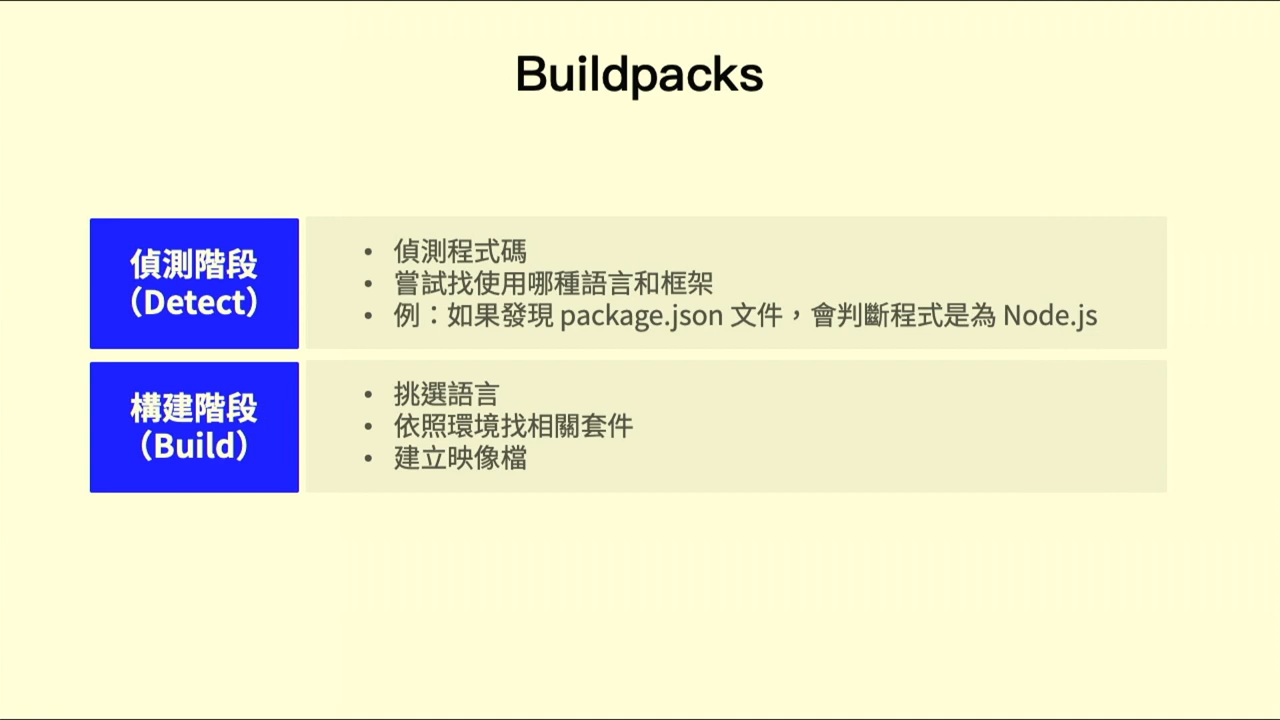 Buildpacks
偵測階段
（Detect）
• 偵測程式碼
• 嘗試找使用哪種語言和框架
• 例：如果發現 package.json 文件，會判斷程式是為 Node.js
構建階段
（Build）
• 挑選語言
• 依照環境找相關套件
• 建立映像檔